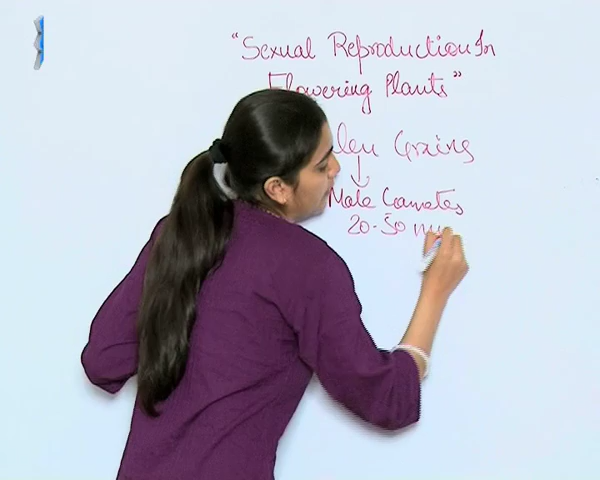 "Sexual Reproduction In
Flowering Plants"
Grains
Male Gametes
20-50